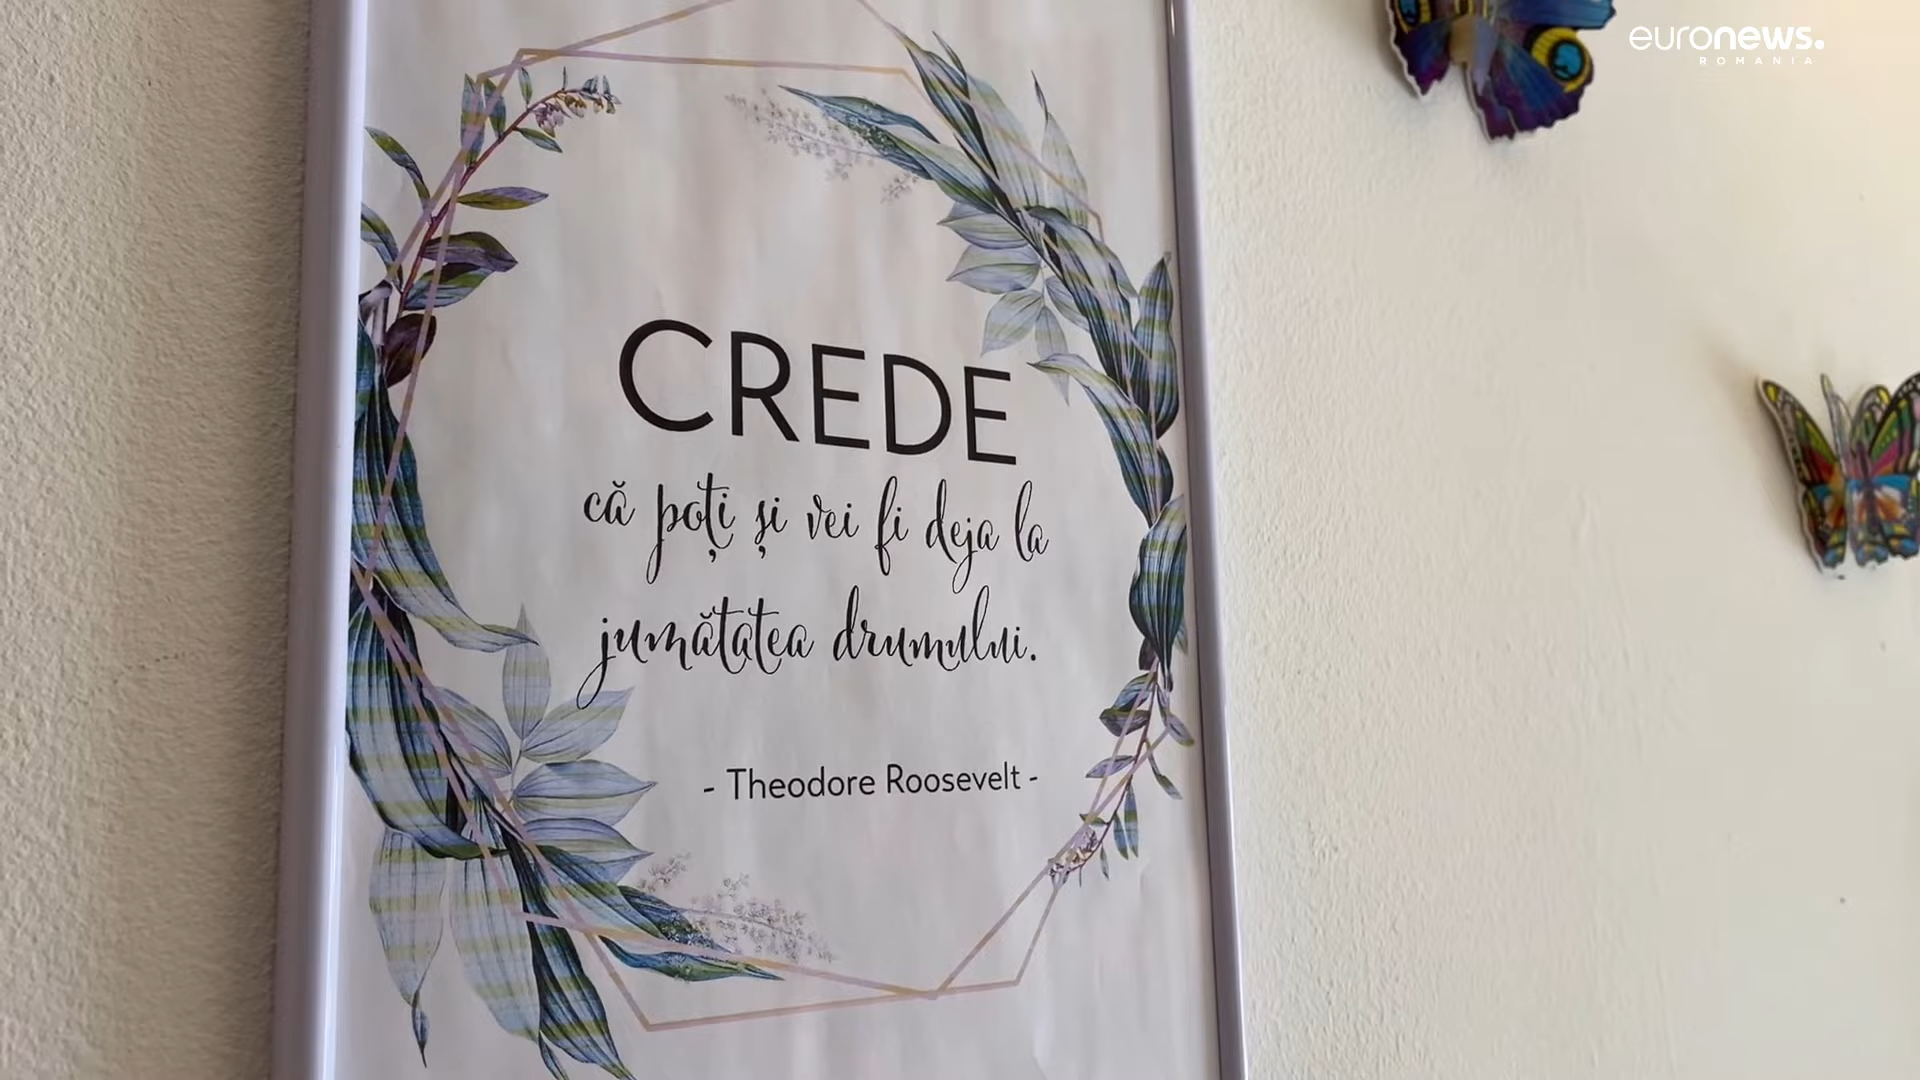 euronews.
ROMANIA
CREDE
că poți și vei fi deja la
jumătatea drumului.
- Theodore Roosevelt -